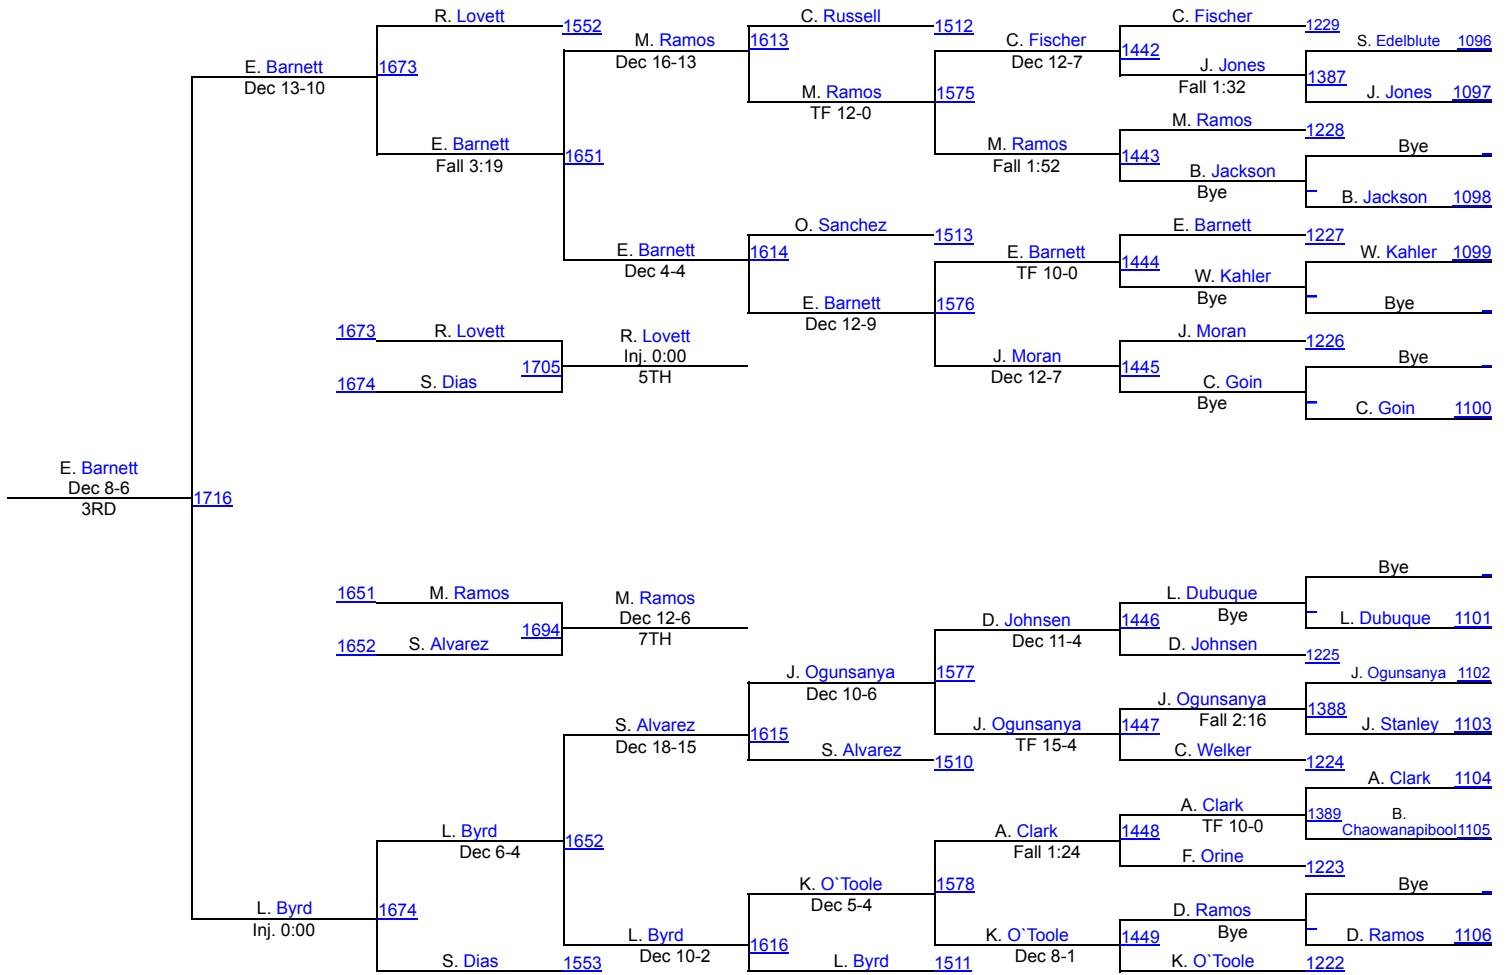 R. Lovett
1552
C. Russell
1512
C. Fischer
1229
S. Edelblute 1096
M. Ramos
1613
C. Fischer
Dec 16-13
Dec 12-7
1442
E. Barnett
1673
J. Jones
1387
Dec 13-10
Fall 1:32
J. Jones 1097
M. Ramos
1575
TF 12-0
M. Ramos
1228
E. Barnett
M. Ramos
Bye
Fall 3:19
1651
Fall 1:52
1443
B. Jackson
Bye
B. Jackson 1098
O. Sanchez
1513
E. Barnett
1227
E. Barnett
1614
E. Barnett
W. Kahler 1099
Dec 4-4
TF 10-0
1444
W. Kahler
Bye
E. Barnett
1576
Bye
Dec 12-9
1673 R. Lovett
R. Lovett
J. Moran
1226
Inj. 0:00
J. Moran
Bye
1705
5TH
Dec 12-7
1445
1674 S. Dias
C. Goin
Bye
C. Goin 1100
E. Barnett
Dec 8-6
1716
3RD
Bye
1651 M. Ramos
M. Ramos
L. Dubuque
Dec 12-6
Bye
1694
7TH
D. Johnsen
1446
L. Dubuque 1101
1652 S. Alvarez
Dec 11-4
D. Johnsen
1225
J. Ogunsanya
1577
J. Ogunsanya 1102
Dec 10-6
J. Ogunsanya
1388
S. Alvarez
1615
J. Ogunsanya
1447
Fall 2:16
J. Stanley 1103
Dec 18-15
TF 15-4
S. Alvarez
1510
C. Welker
1224
A. Clark 1104
A. Clark
1389
B.
L. Byrd
1652
A. Clark
1448
TF 10-0
Chaowanapibool 1105
Dec 6-4
Fall 1:24
F. Orine
1223
K. O`Toole
1578
Bye
Dec 5-4
L. Byrd
1674
D. Ramos
Inj. 0:00
L. Byrd
1616
K. O`Toole
1449
Bye
D. Ramos 1106
Dec 10-2
Dec 8-1
S. Dias
1553
L. Byrd
1511
K. O`Toole
1222